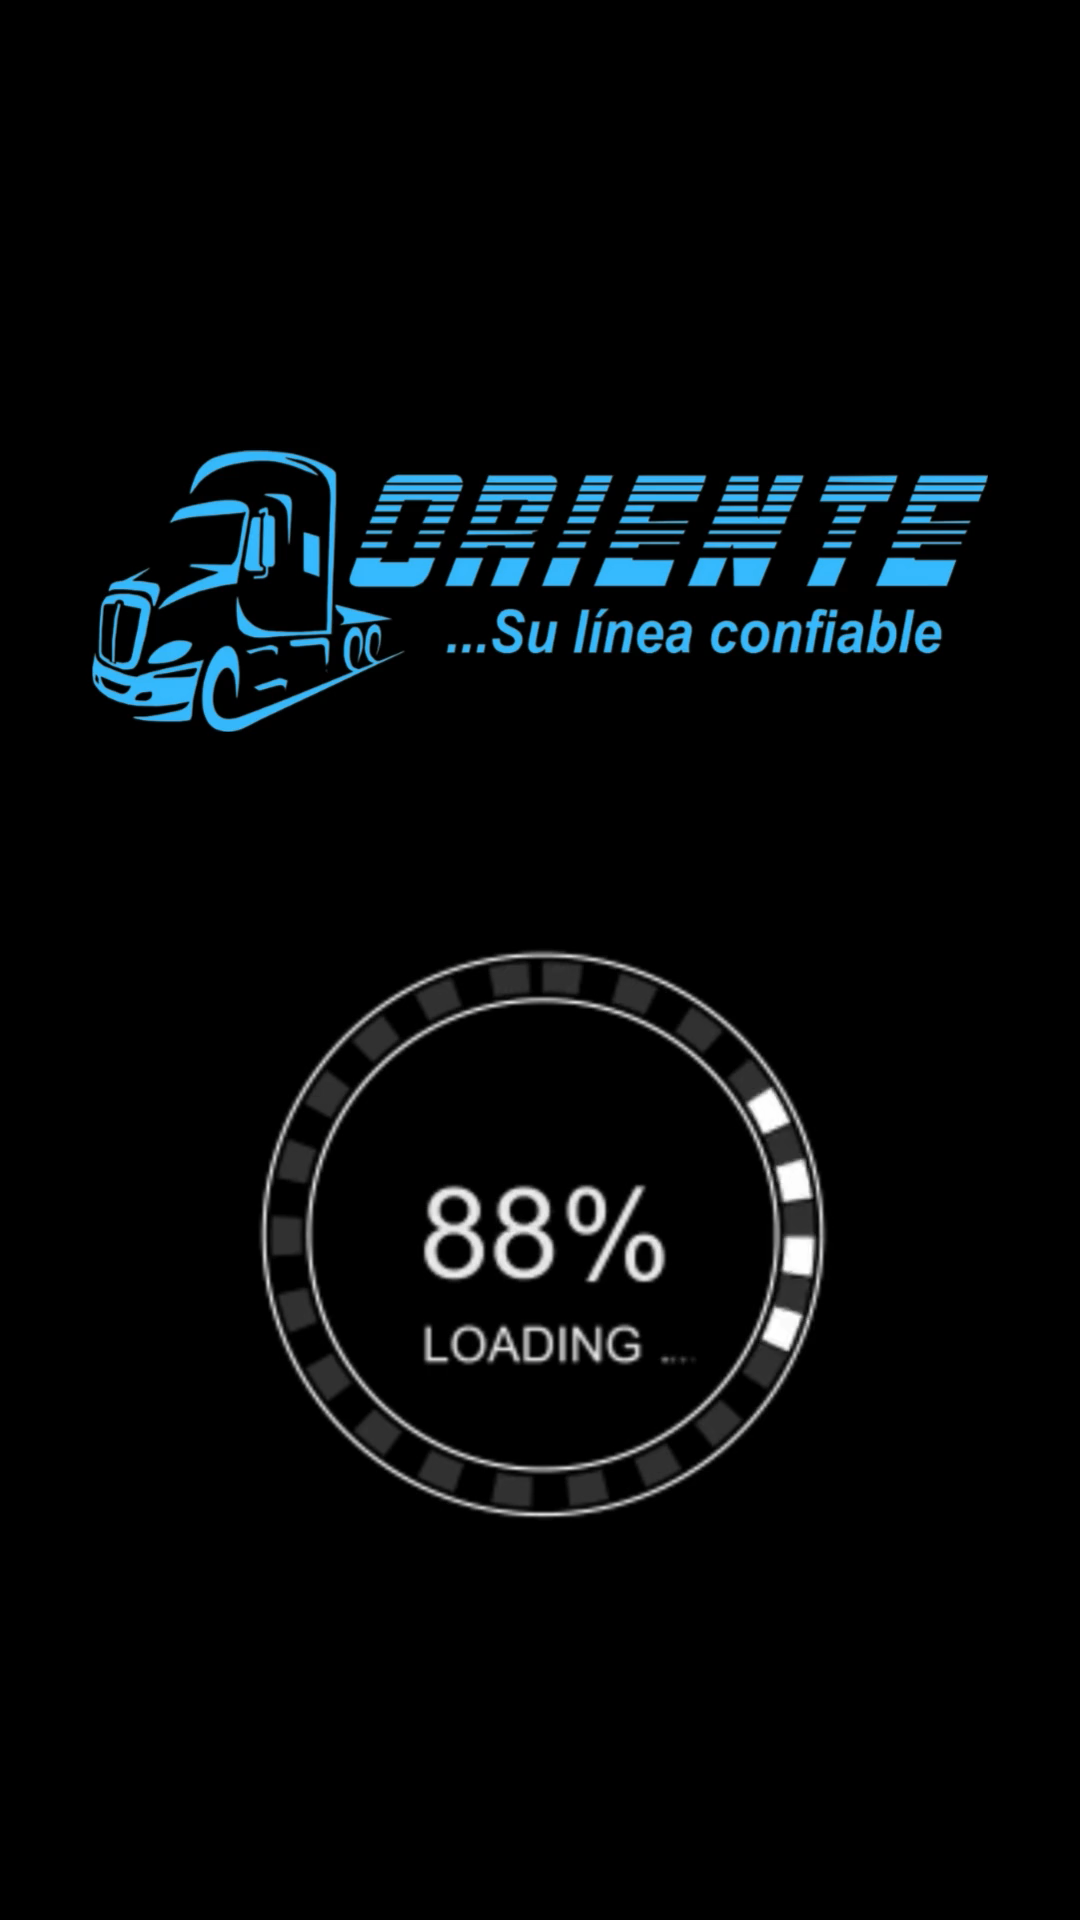 ORIENTE
...Su línea confiable
88%
LOADING ....